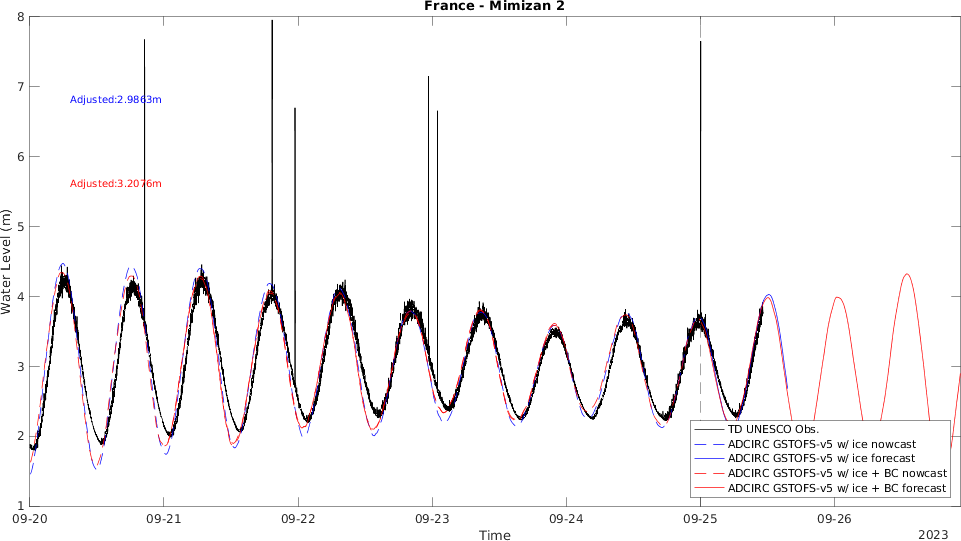 France - Mimizan 2
8
7
Adjusted:2.9863m
6
Adjusted:3.2076m
5
Water Level (m)
4
3
2
TD UNESCO Obs.
ADCIRC GSTOFS-v5 w/ ice nowcast
ADCIRC GSTOFS-v5 w/ ice forecast
ADCIRC GSTOFS-v5 w/ ice + BC nowcast
ADCIRC GSTOFS-v5 w/ ice + BC forecast
1
09-20 09-21 09-22 09-23 09-24 09-25 09-26
Time
2023